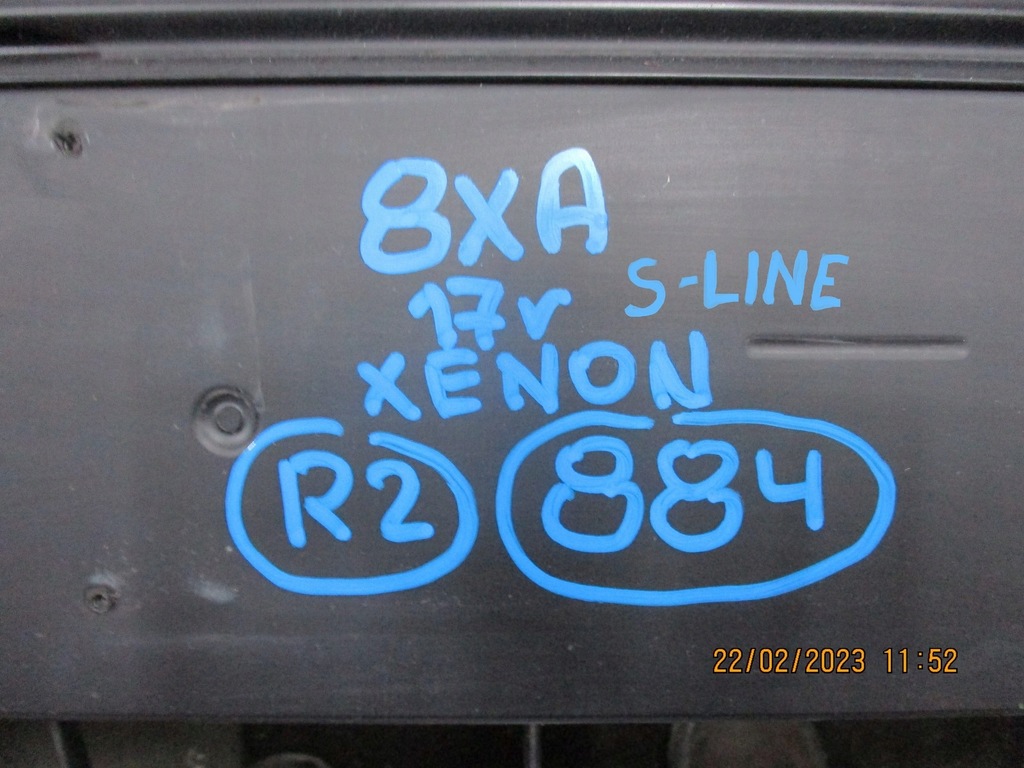 8XA
17r S-LINE
XENON
R2 884
22/02/2023 11:52